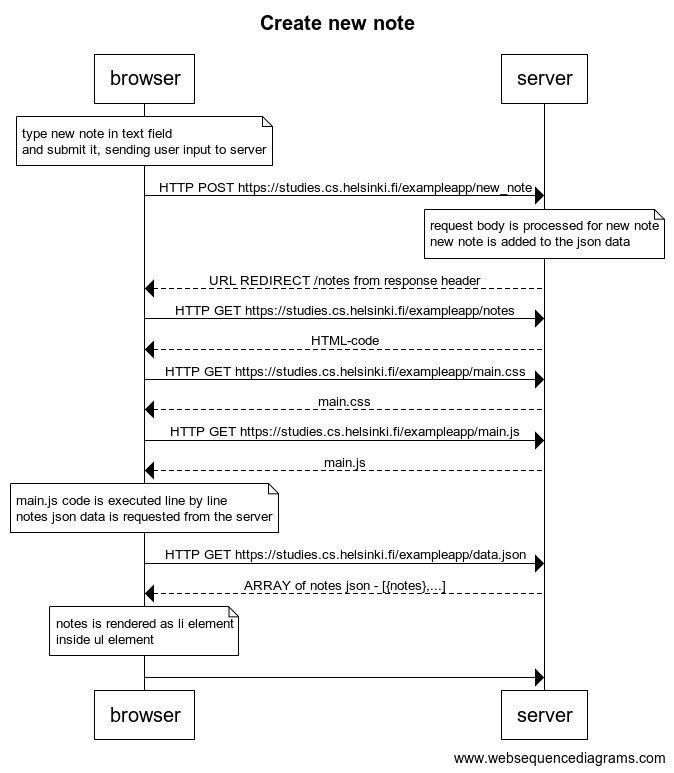 Create new note
browser
server
type new note in text field
and submit it, sending user input to server
HTTP POST https://studies.cs.helsinki.fi/exampleapp/new_note
request body is processed for new note
new note is added to the json data
URL REDIRECT /notes from response header
HTTP GET https://studies.cs.helsinki.fi/exampleapp/notes
HTML-code
HTTP GET https://studies.cs.helsinki.fi/exampleapp/main.css
main.css
HTTP GET https://studies.cs.helsinki.fi/exampleapp/main.js
main.js
main.js code is executed line by line
notes json data is requested from the server
HTTP GET https://studies.cs.helsinki.fi/exampleapp/data.json
ARRAY of notes json - [{notes},...]
notes is rendered as li element
inside ul element
browser
server
www.websequencediagrams.com